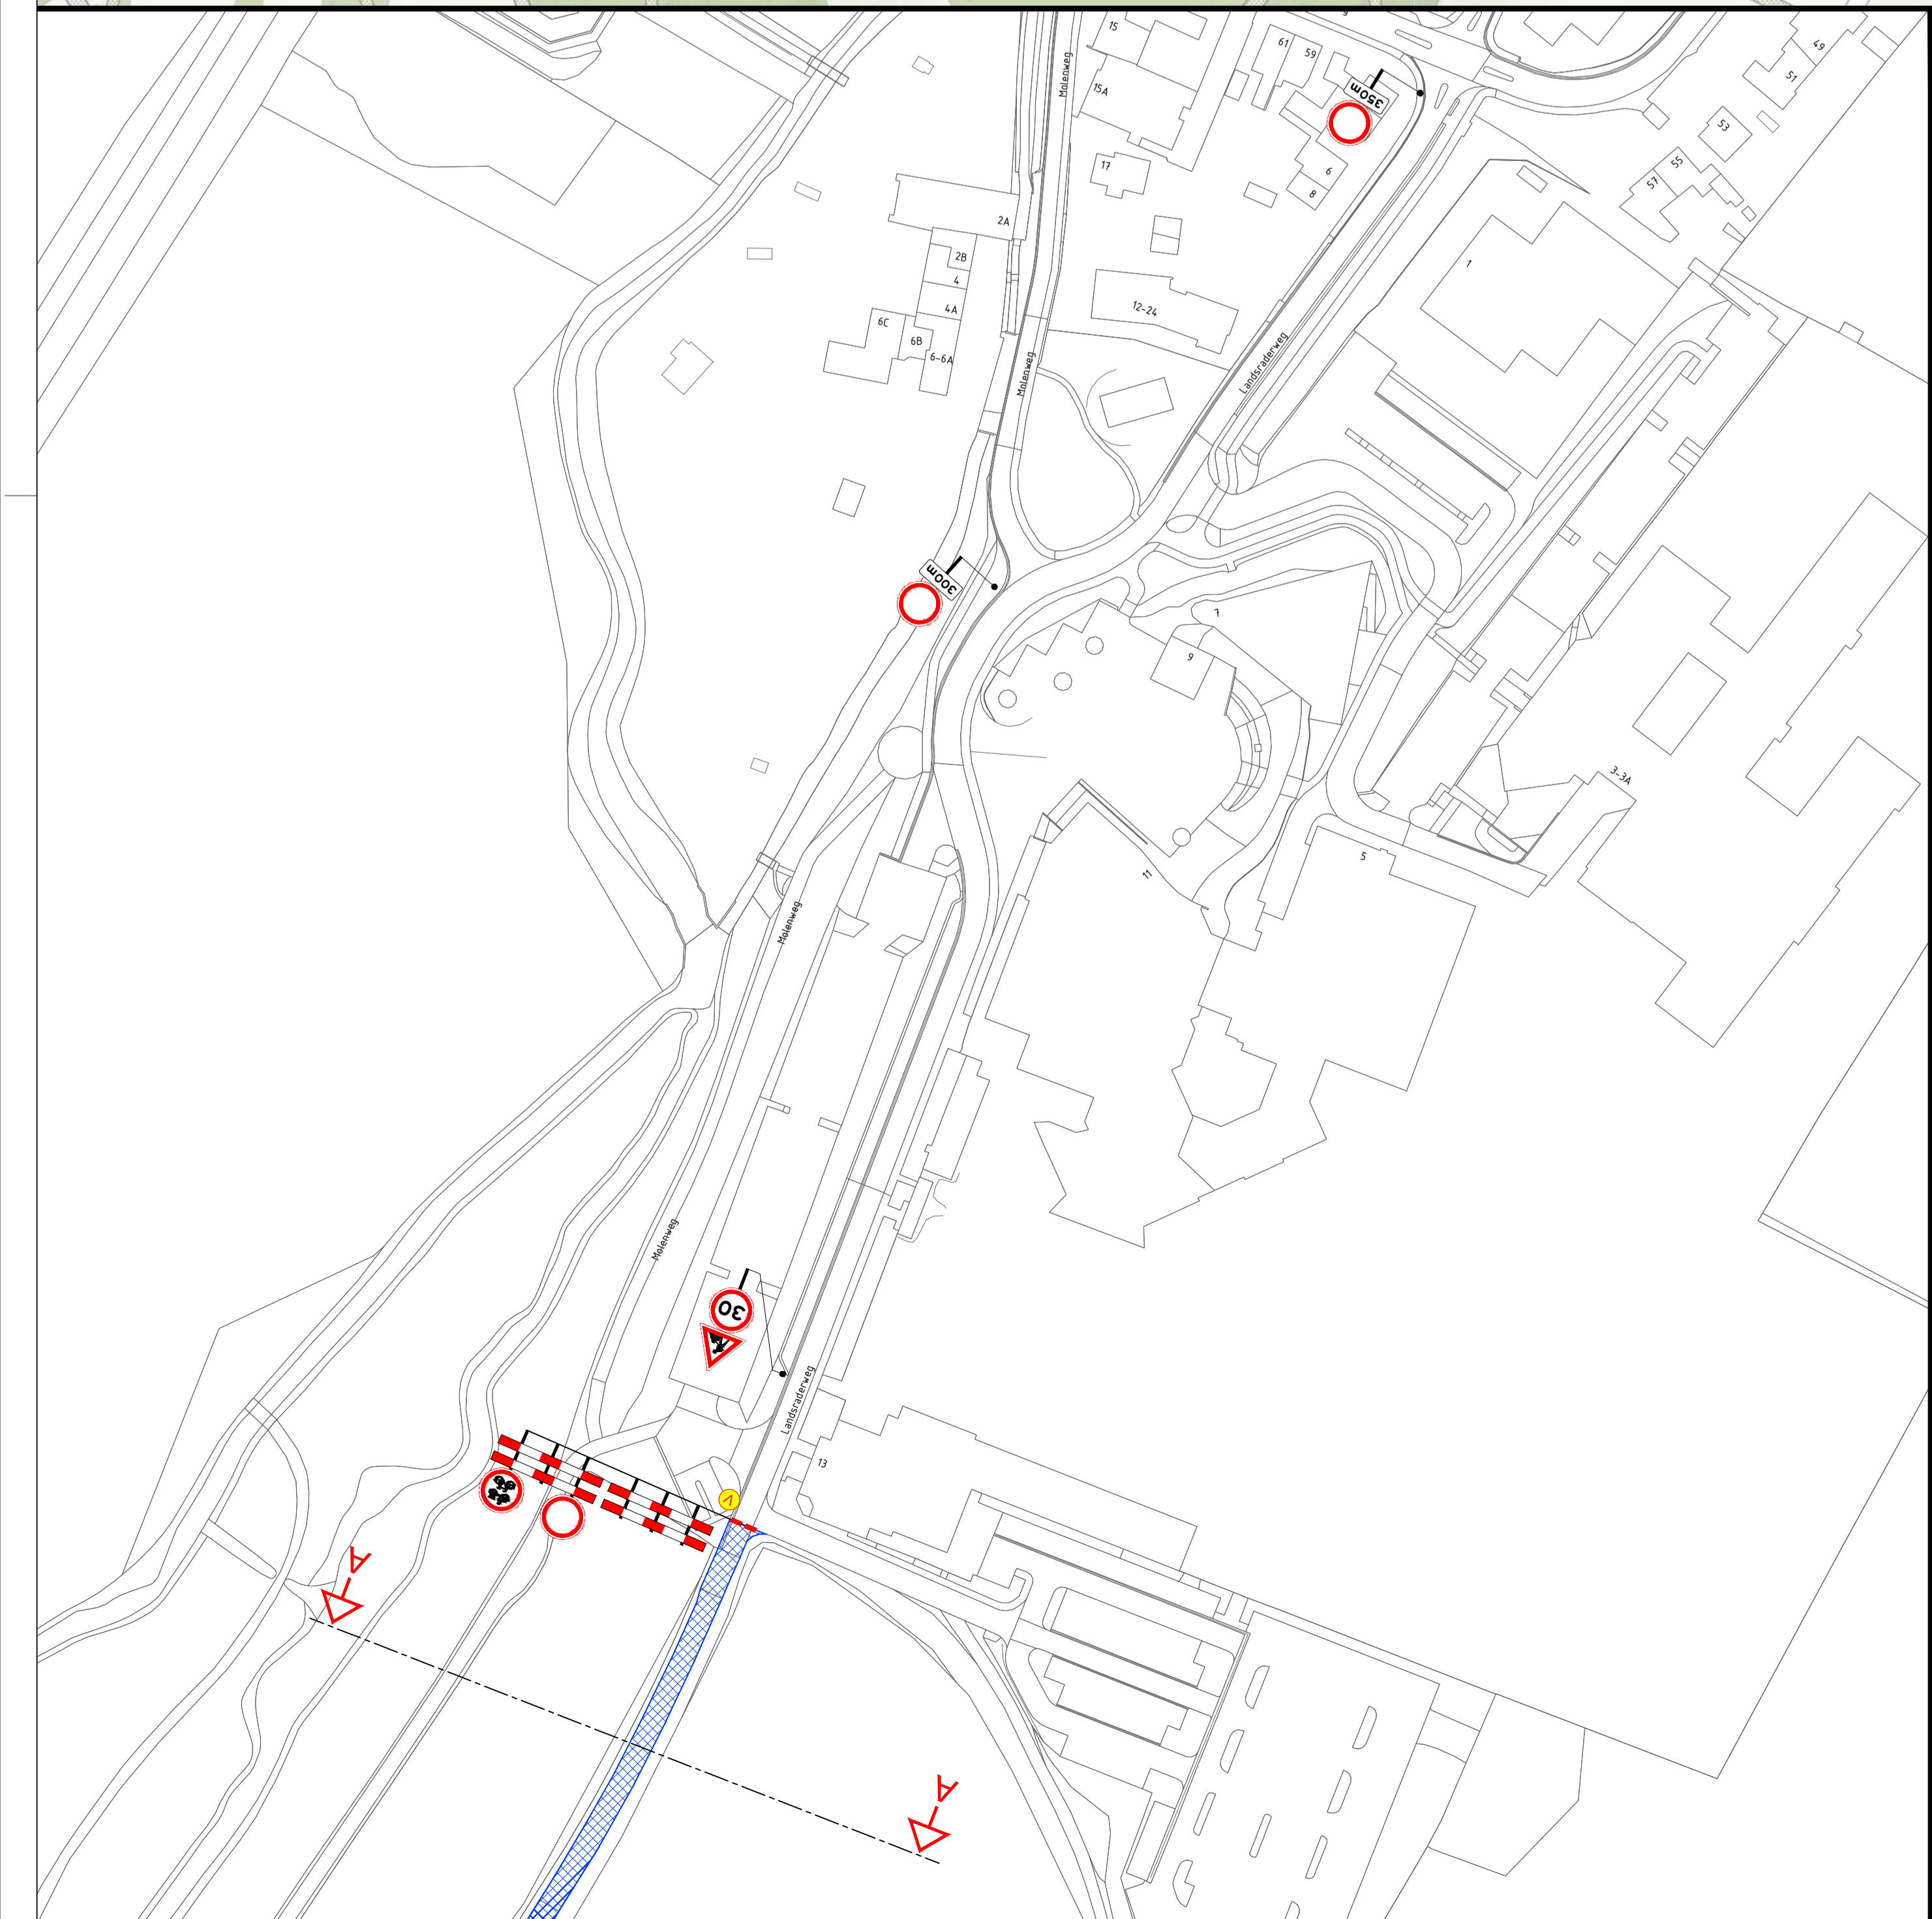 Molenweg
15
15A
61
59
350m
49
51
53
55
57
17
6
8
2A
2B
4
4A
6C
6B
6-6A
12-24
1
Molenweg
Landsraderweg
300m
7
9
3-3A
5
11
Molenweg
Molenweg
30
Landsraderweg
13
V
A
A